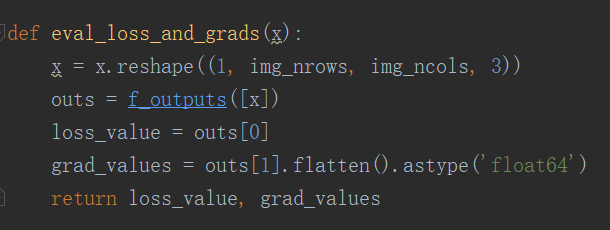 def eval_loss_and_grads(x):
    x = x.reshape((1, img_nrows, img_ncols, 3))
    outs = f_outputs([x])
    loss_value = outs[0]
    grad_values = outs[1].flatten().astype('float64')
    return loss_value, grad_values